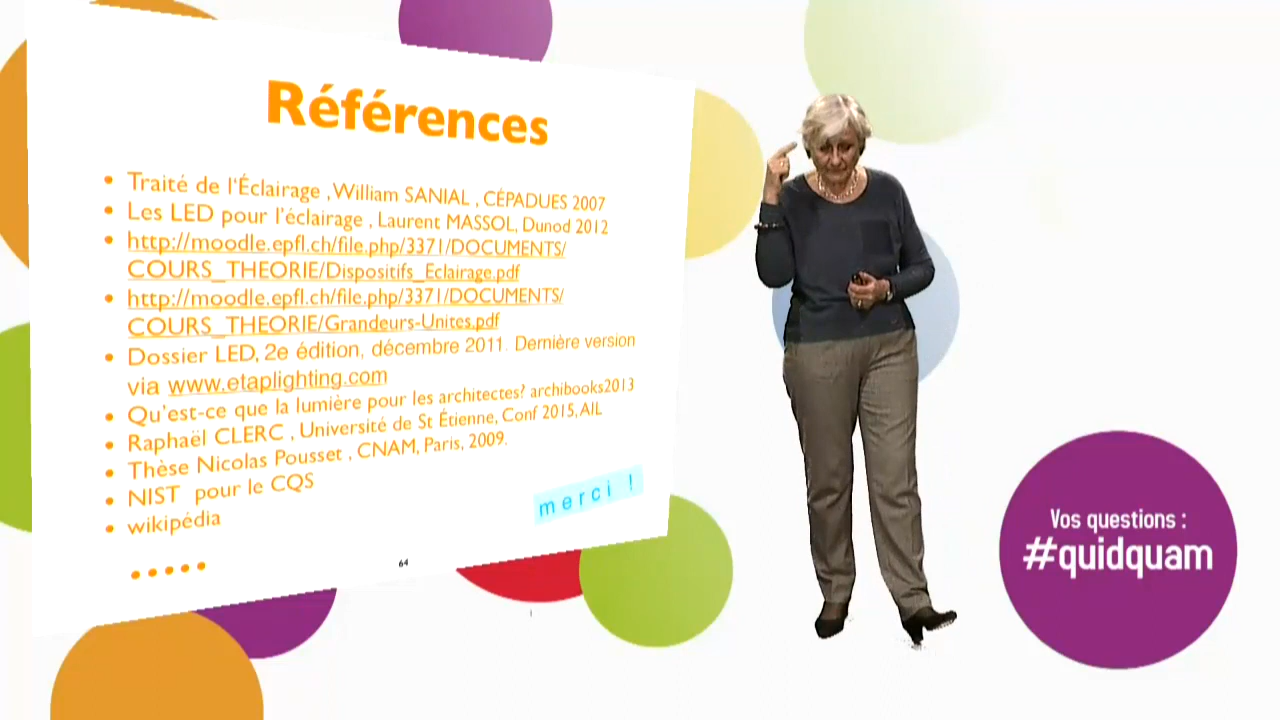 Références
• Traité de l'Éclairage , William SANIAL , CÉPADUES 2007
• Les LED pour l'éclairage , Laurent MASSOL, Dunod 2012
• http://moodle.epfl.ch/file.php/3371/DOCUMENTS/
COURS_THEORIE/Dispositifs_Eclairage.pdf
• http://moodle.epfl.ch/file.php/3371/DOCUMENTS/
COURS_THEORIE/Grandeurs-Unites.pdf
• Dossier LED, 2e édition, décembre 2011. Dernière version
via www.etaplighting.com
• Qu'est-ce que la lumière pour les architectes? archibooks2013
• Raphaël CLERC , Université de St Étienne, Conf 2015, AIL
• Thèse Nicolas Pousset , CNAM, Paris, 2009.
• NIST pour le CQS
• wikipédia
merci !
64
Vos questions :
#quidquam